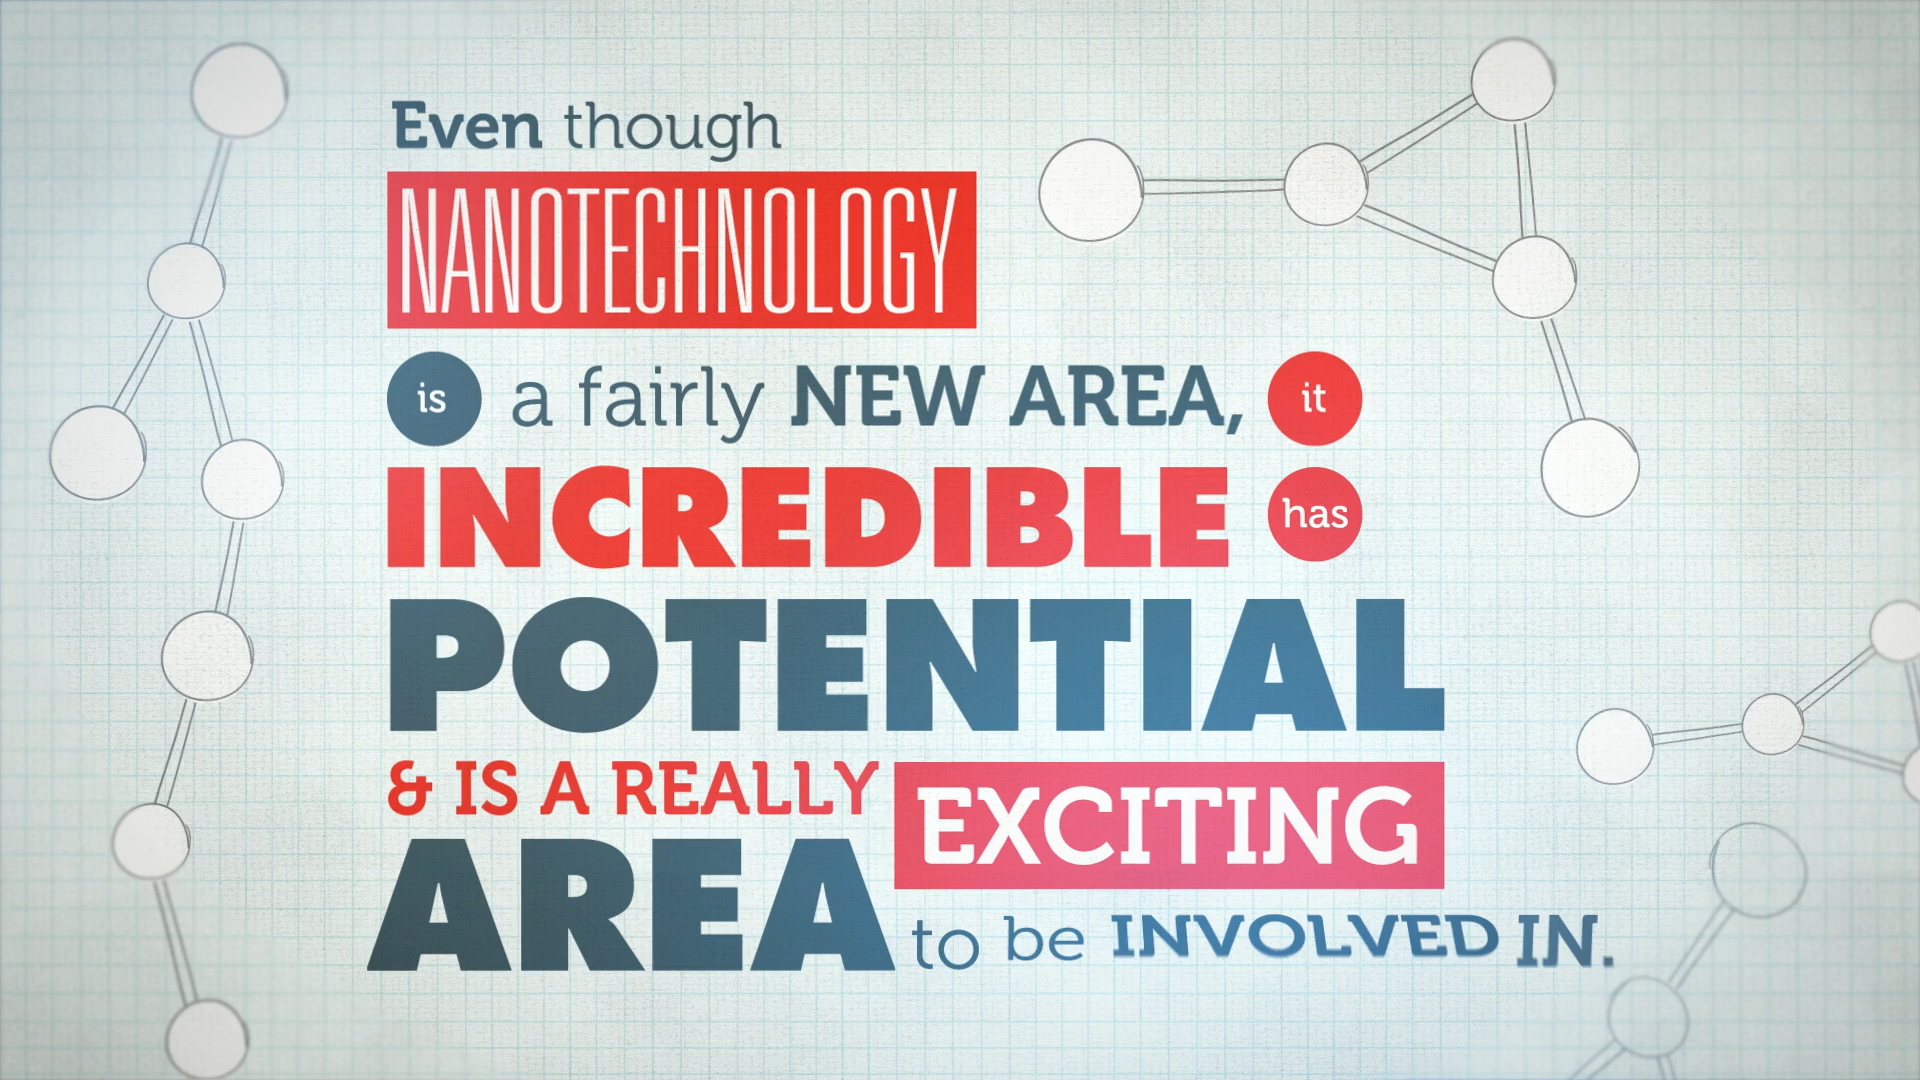 Even though
NANOTECHNOLOGY
is a fairly NEW AREA, it
INCREDIBLE has
POTENTIAL
& IS A REALLY EXCITING
AREA to be INVOLVED IN.